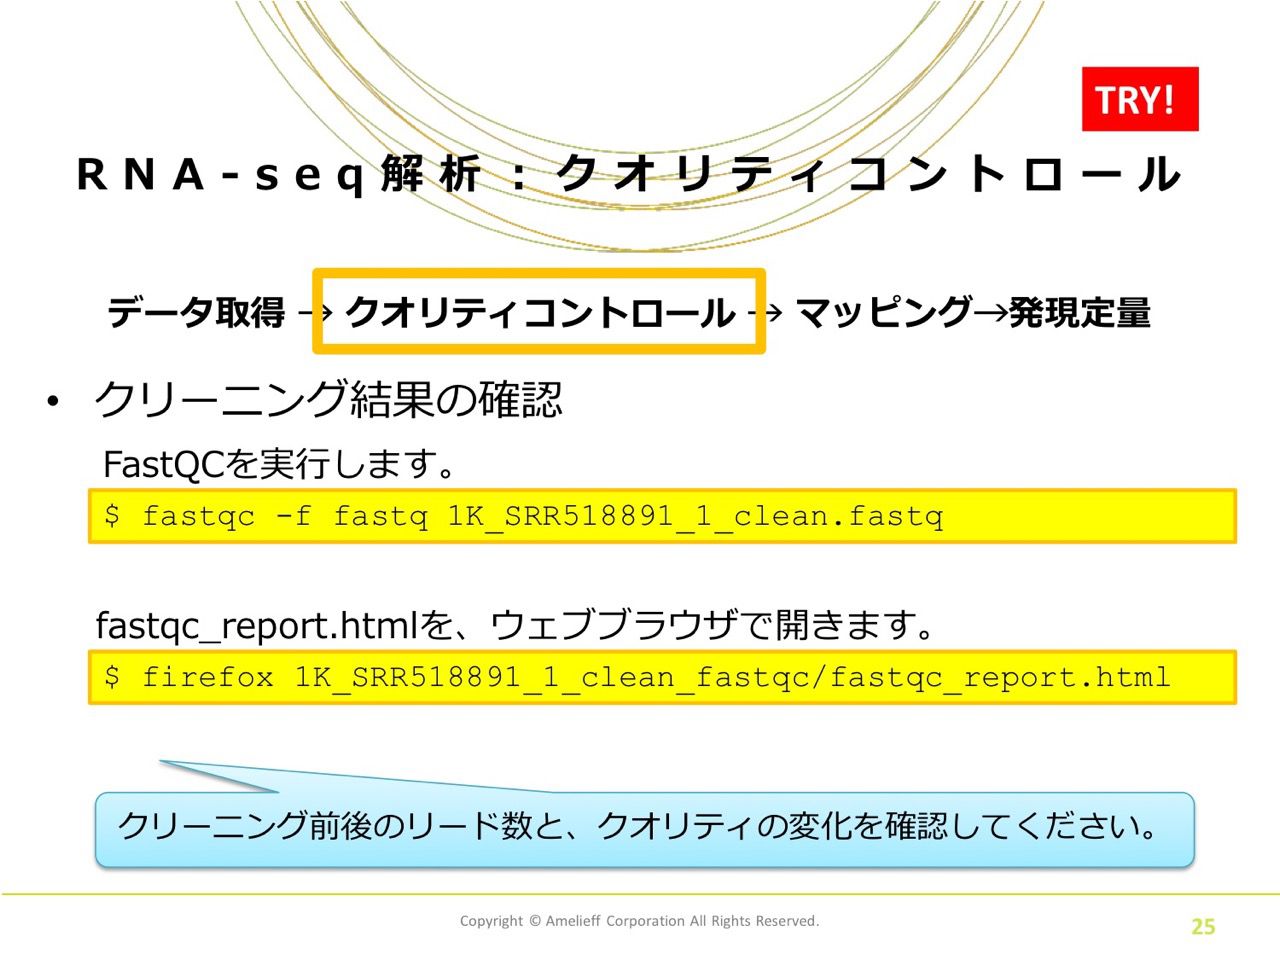 TRY!
RNA-seq解析：クオリティコントロール
データ取得 → クオリティコントロール → マッピング→発現定量
• クリーニング結果の確認
FastQCを実行します。
$ fastqc -f fastq 1K_SRR518891_1_clean.fastq
fastqc_report.htmlを、ウェブブラウザで開きます。
$ firefox 1K_SRR518891_1_clean_fastqc/fastqc_report.html
クリーニング前後のリード数と、クオリティの変化を確認してください。
Copyright © Amelieff Corporation All Rights Reserved.
25